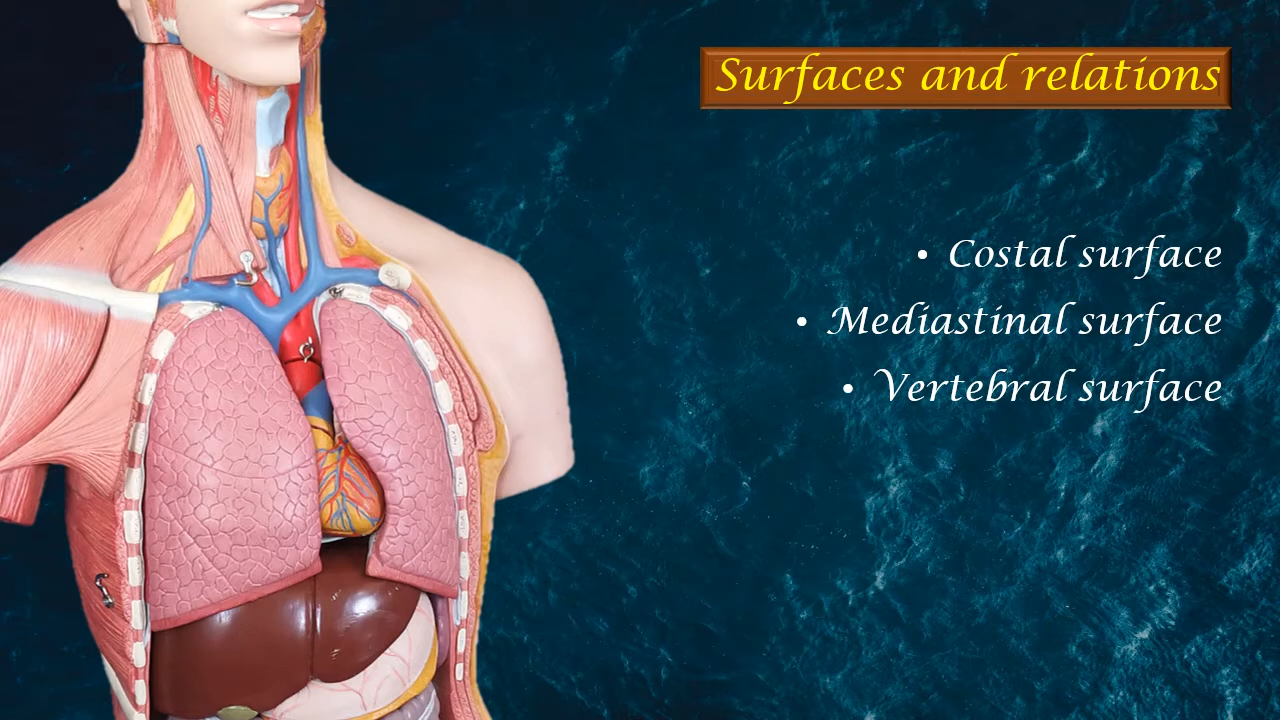 Surfaces and relations
• Costal surface
• Mediastinal surface
• Vertebral surface